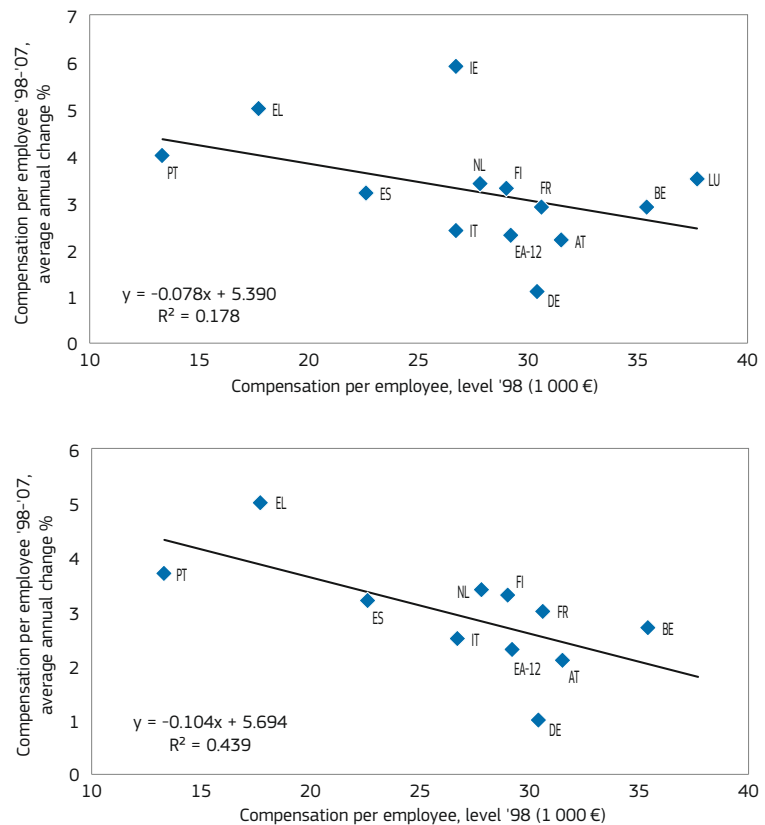 Compensation per employee '98-'07,
average annual change %
7
6
5
4
3
2
1
0
IE
EL
PT
ES
NL
FI
FR
BE
LU
IT
EA-12
AT
DE
y = -0.078x + 5.390
R² = 0.178
10 15 20 25 30 35 40
Compensation per employee, level '98 (1 000 €)
Compensation per employee '98-'07,
average annual change %
6
5
4
3
2
1
0
EL
PT
ES
NL
FI
FR
BE
IT
EA-12
AT
DE
y = -0.104x + 5.694
R² = 0.439
10 15 20 25 30 35 40
Compensation per employee, level '98 (1 000 €)